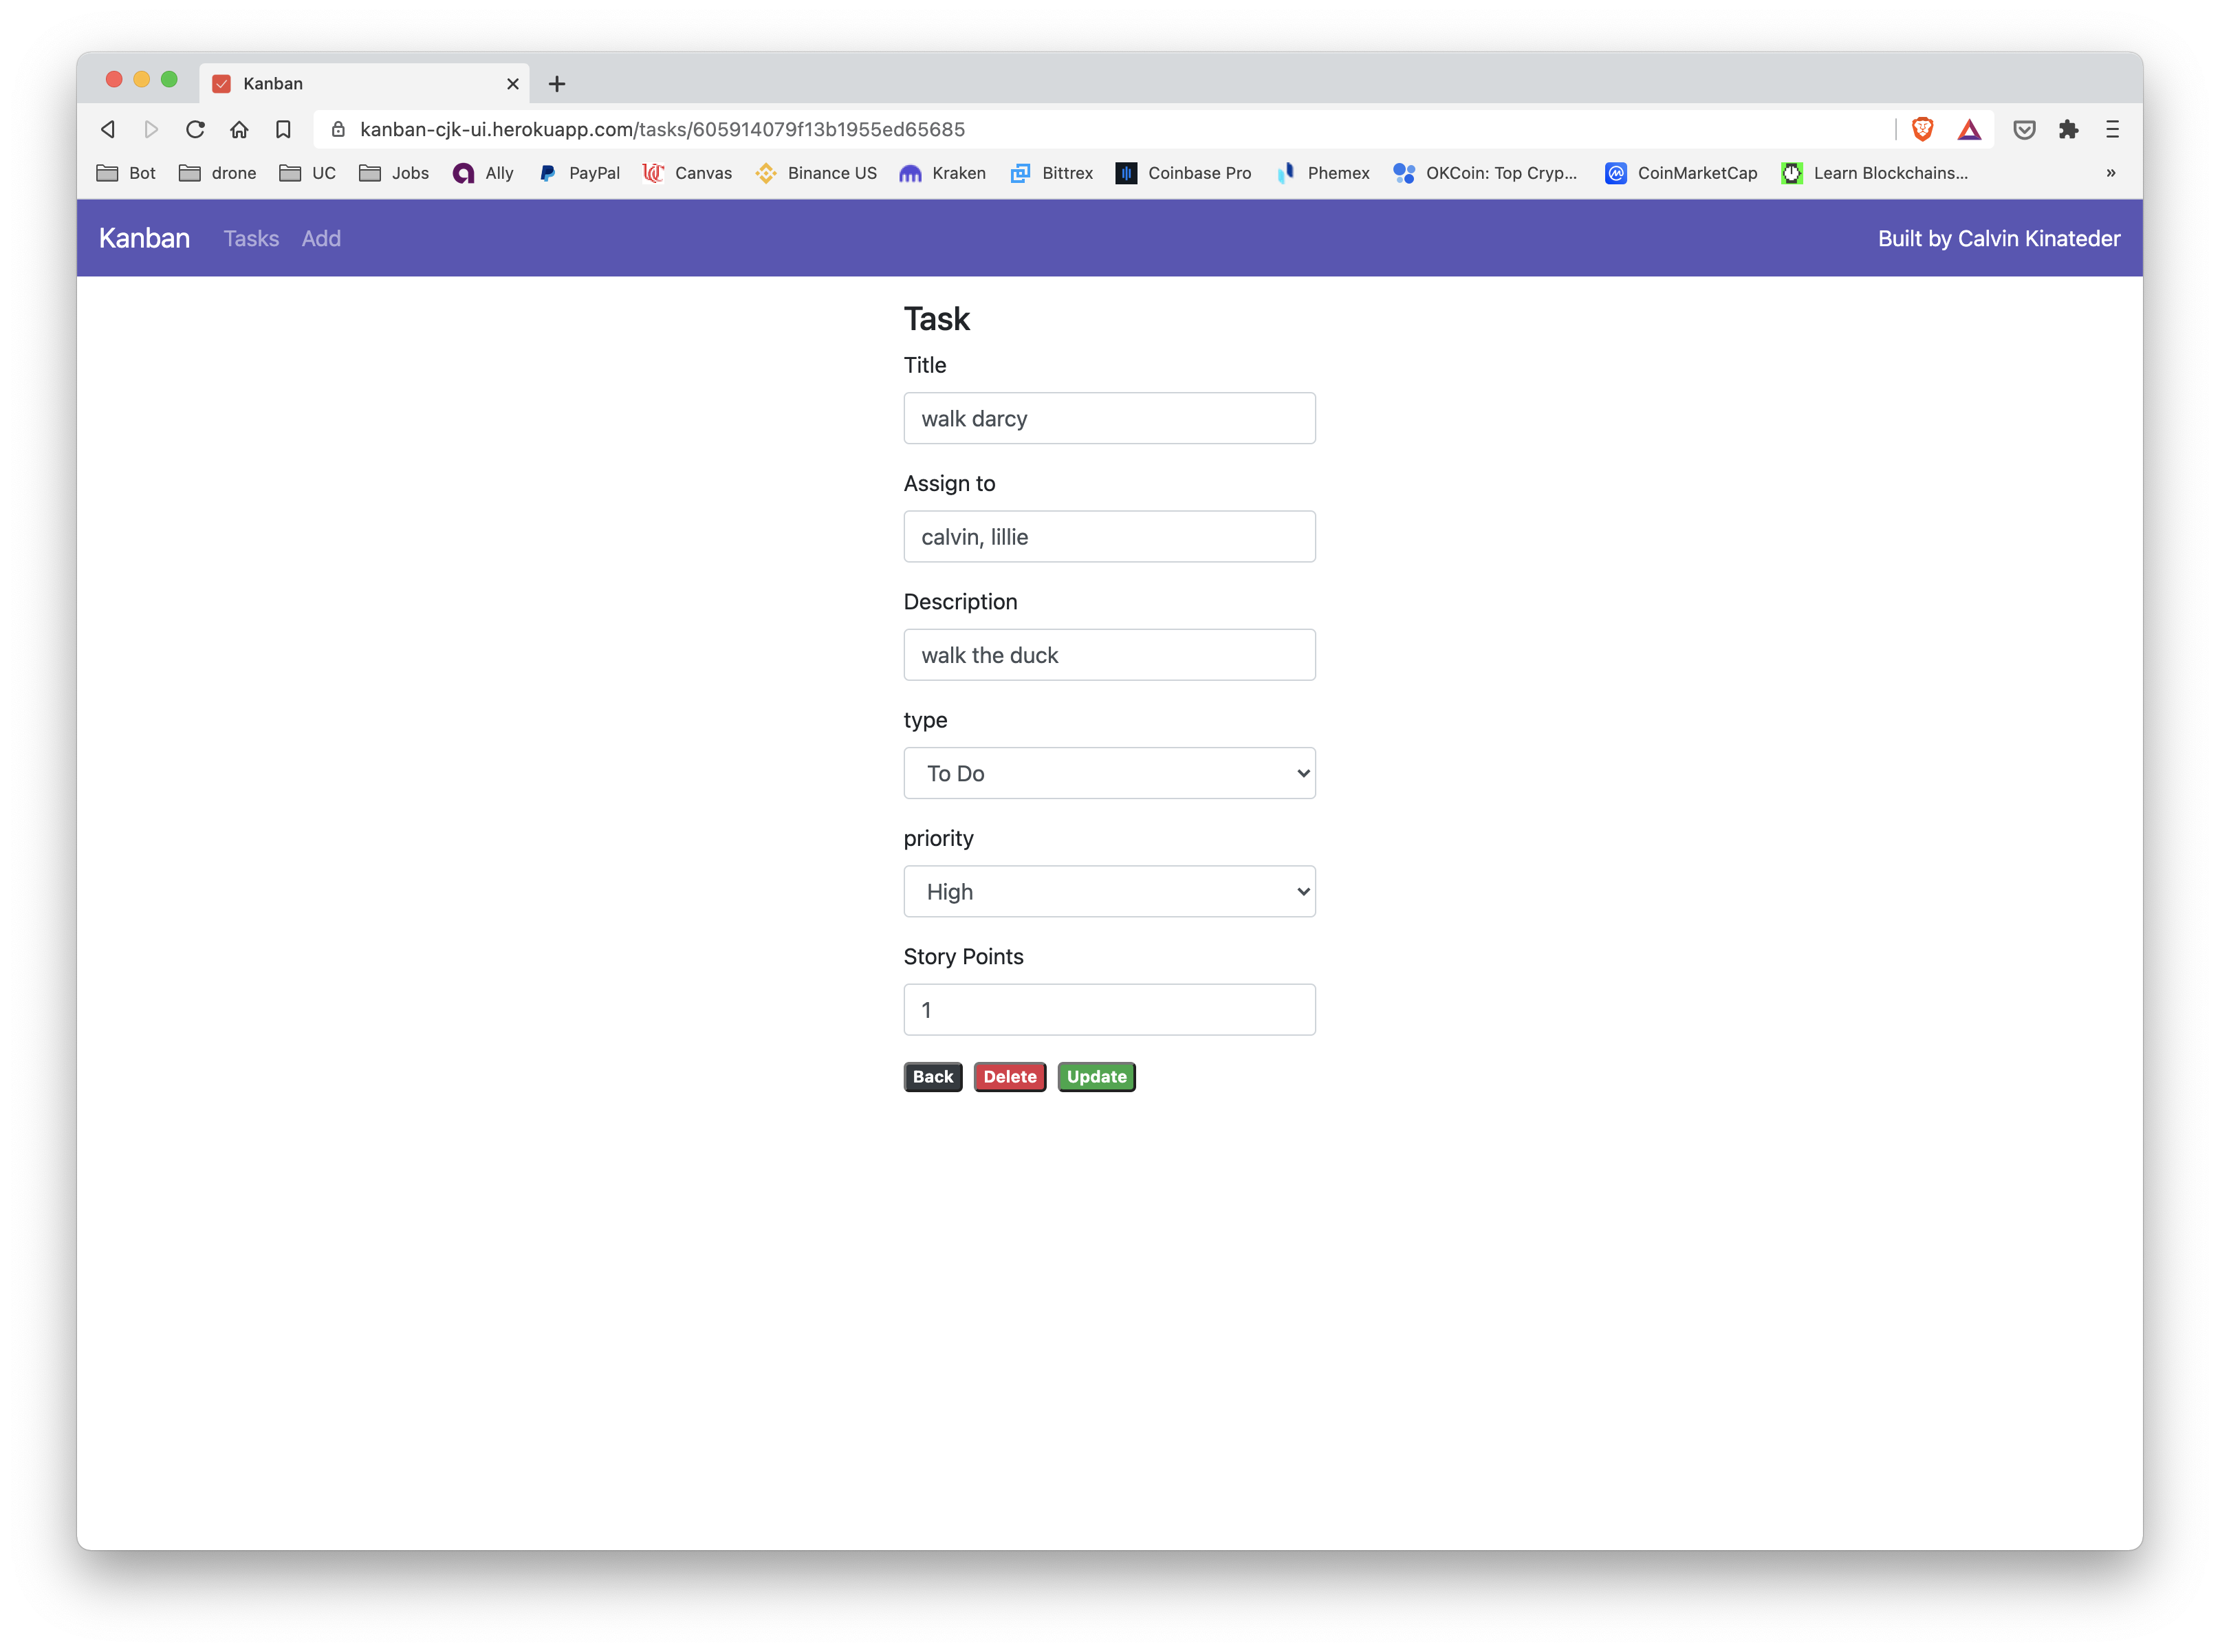 Kanban
kanban-cjk-ui.herokuapp.com/tasks/605914079f13b1955ed65685
Bot drone UC Jobs Ally PayPal Canvas Binance US Kraken Bittrex Coinbase Pro Phemex OKCoin: Top Cryp... CoinMarketCap Learn Blockchains... »
Kanban Tasks Add Built by Calvin Kinateder
Task
Title
walk darcy
Assign to
calvin, lillie
Description
walk the duck
type
To Do
priority
High
Story Points
1
Back Delete Update